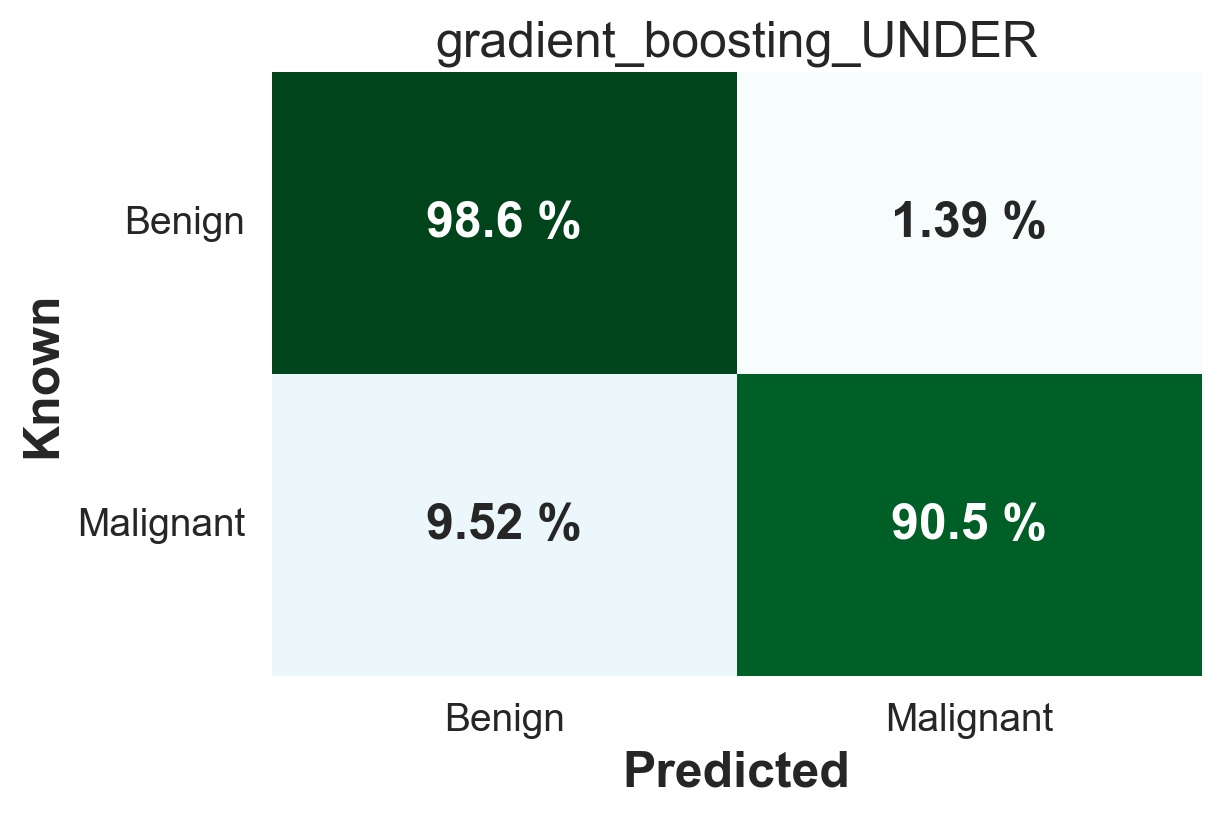 gradient_boosting_UNDER
Benign
98.6 %
1.39 %
Known
Malignant
9.52 %
90.5 %
Benign
Malignant
Predicted